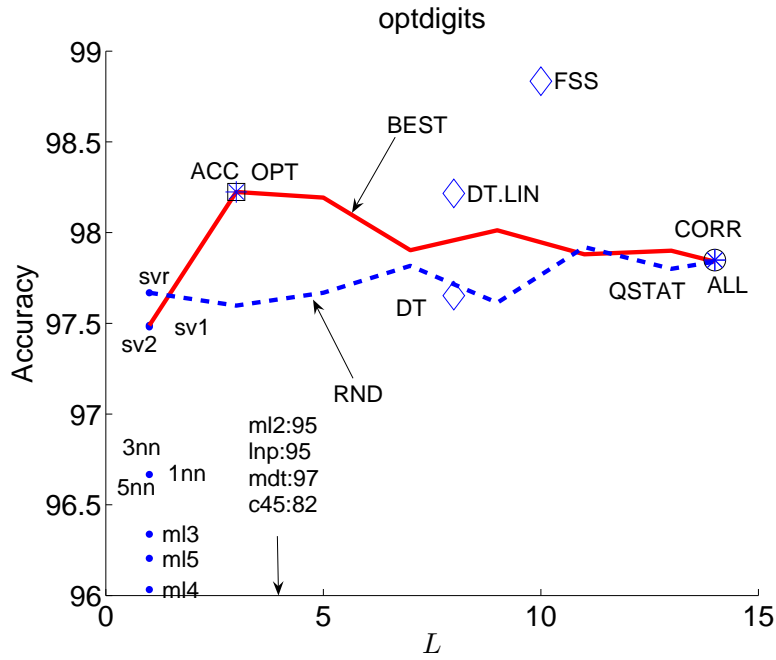 optdigits
99
FSS
98.5
BEST
ACC OPT
DT.LIN
98
CORR
svr
QSTAT ALL
DT
97.5
sv1
sv2
Accuracy
RND
97
ml2:95
3nn
lnp:95
1nn
5nn
mdt:97
96.5
c45:82
ml3
ml5
ml4
96
0 5 10 15
L